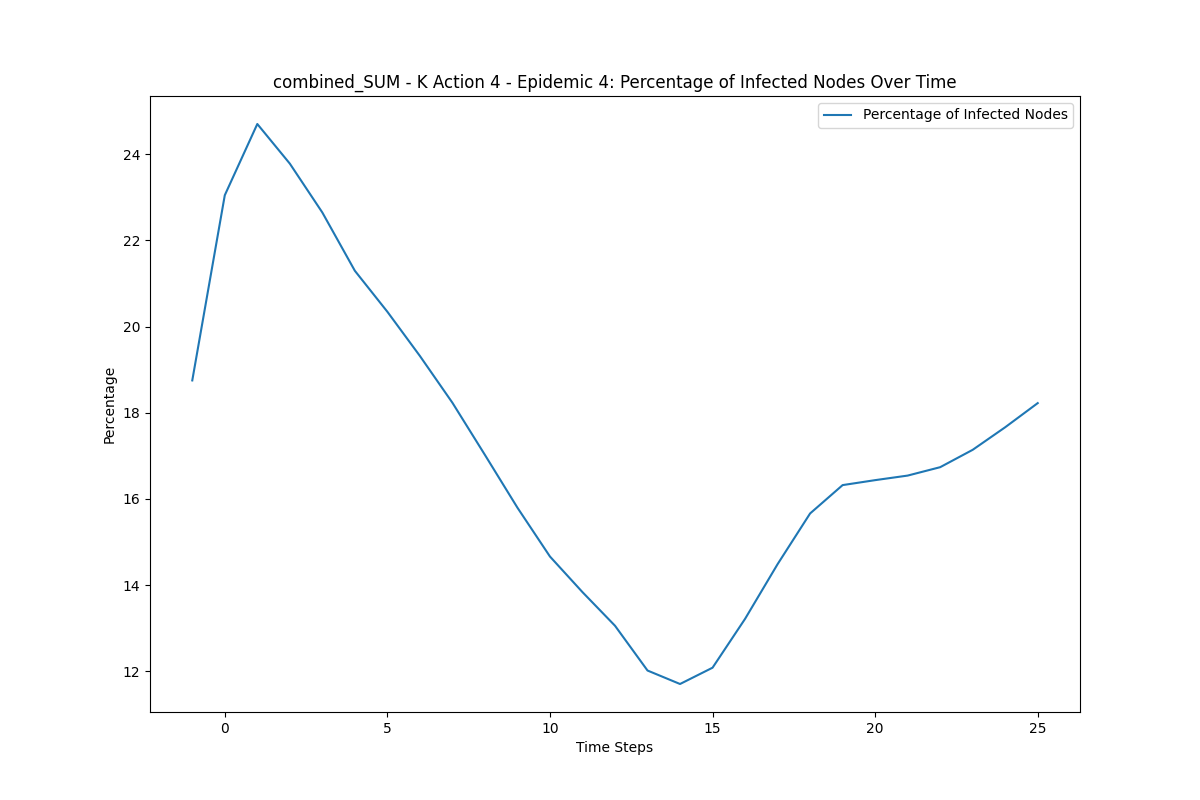 combined_SUM - K Action 4 - Epidemic 4: Percentage of Infected Nodes Over Time
Percentage of Infected Nodes
24
22
20
18
16
14
12
Percentage
0 5 10 15 20 25
Time Steps